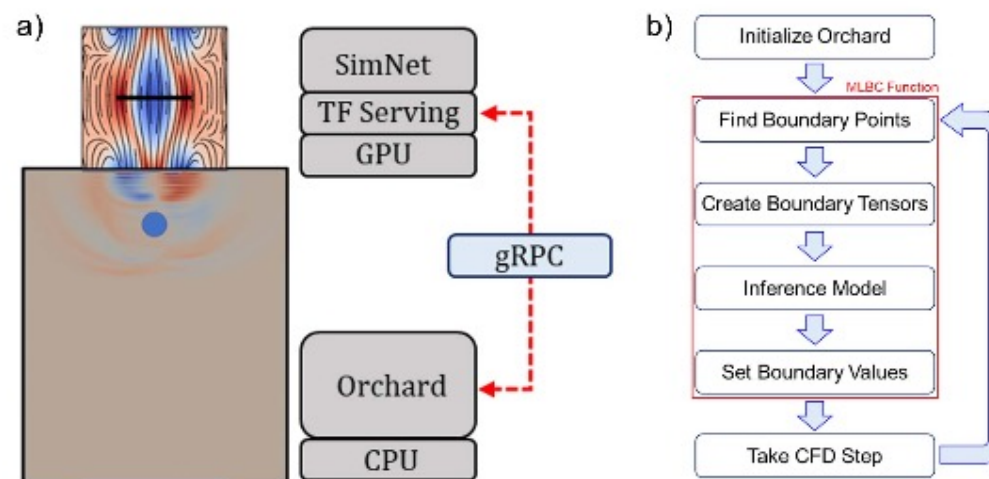 a)
SimNet
TF Serving
GPU
gRPC
Orchard
CPU
b)
Initialize Orchard
MLBC Function
Find Boundary Points
Create Boundary Tensors
Inference Model
Set Boundary Values
Take CFD Step